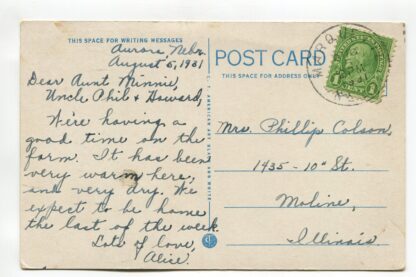 THIS SPACE FOR WRITING MESSAGES
Aurora, Nebr.
August 5, 1931
Dear Aunt Minnie,
Uncle Phil & Howard,
We're having a
good time on the
farm. It has been
very warm here,
and very dry. We
expect to be home
the last of the week.
Lots of love,
Alice.
POST CARD
THIS SPACE FOR ADDRESS ONLY
MARQ
1
1
Mrs. Phillip Colson,
1935-10th St.
Moline,
Illinois.